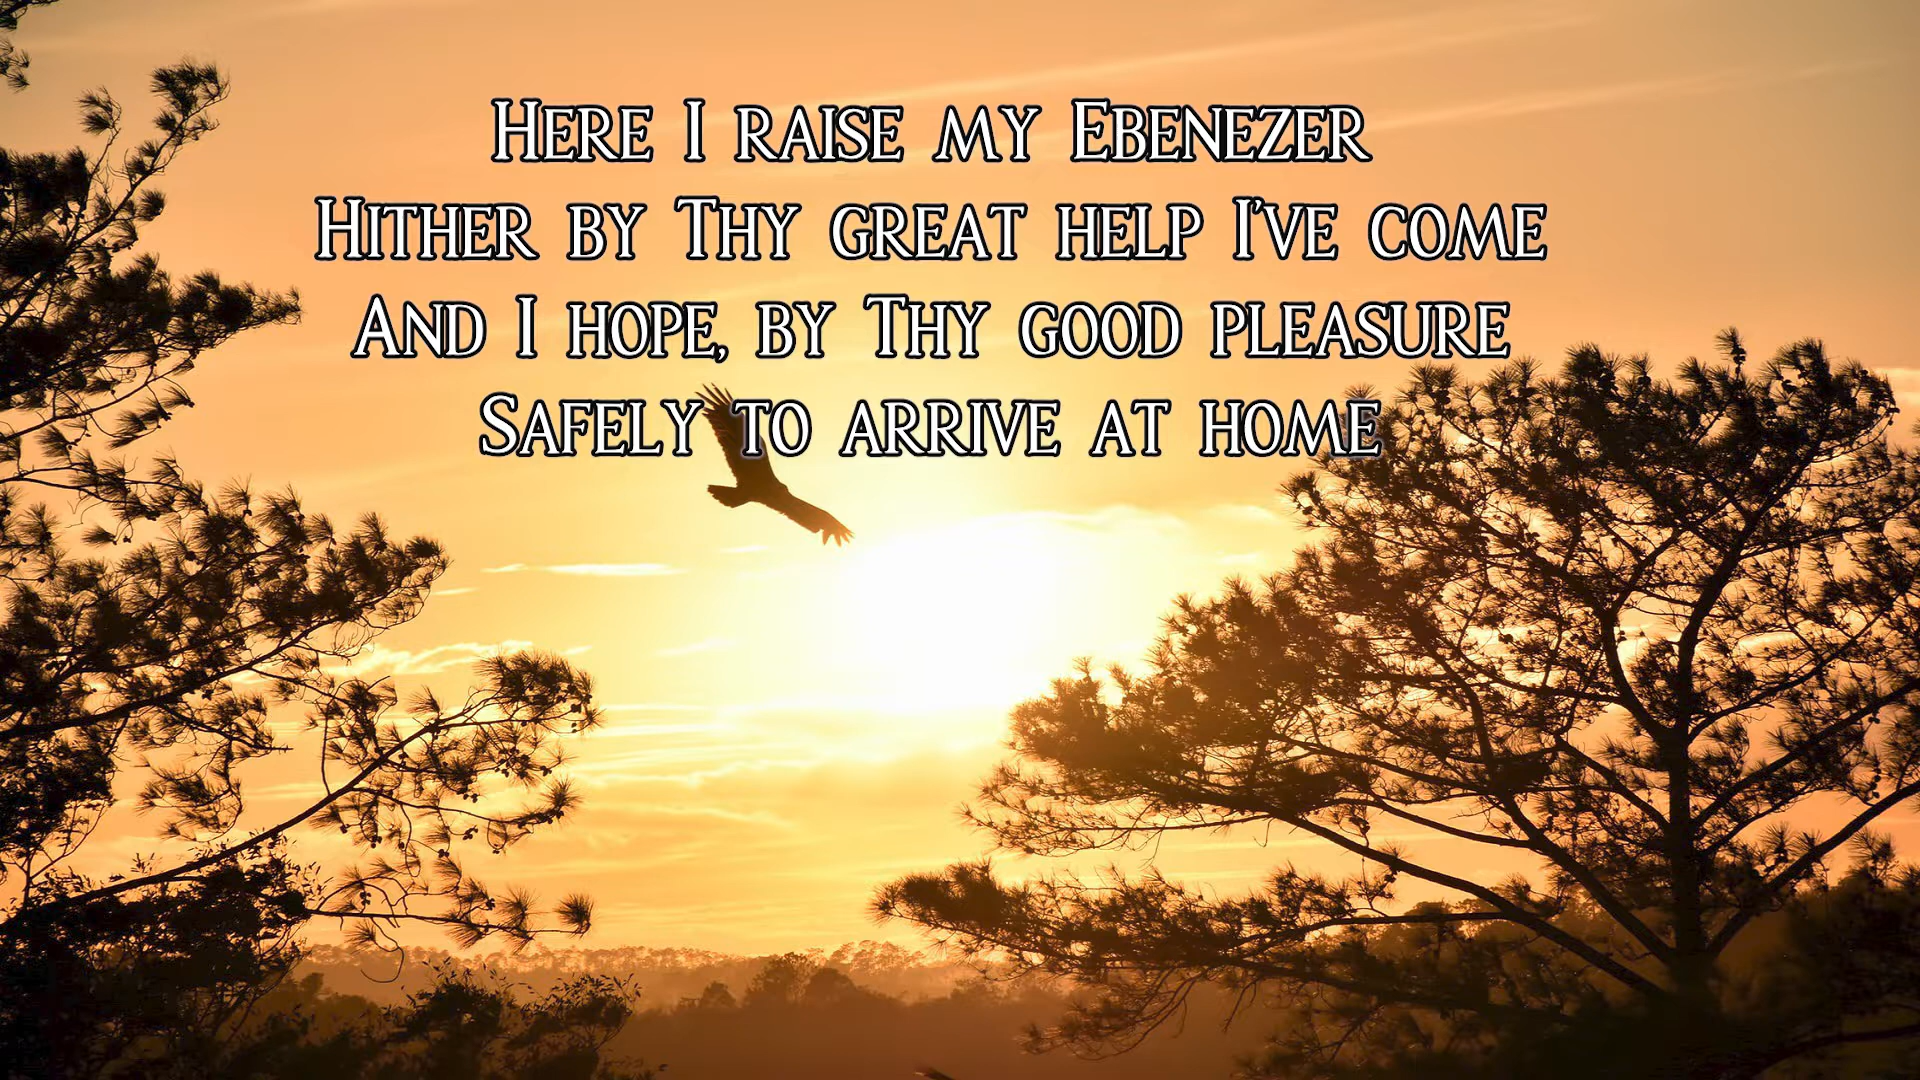 Here I raise my Ebenezer
Hither by Thy great help I've come
And I hope, by Thy good pleasure
Safely to arrive at home